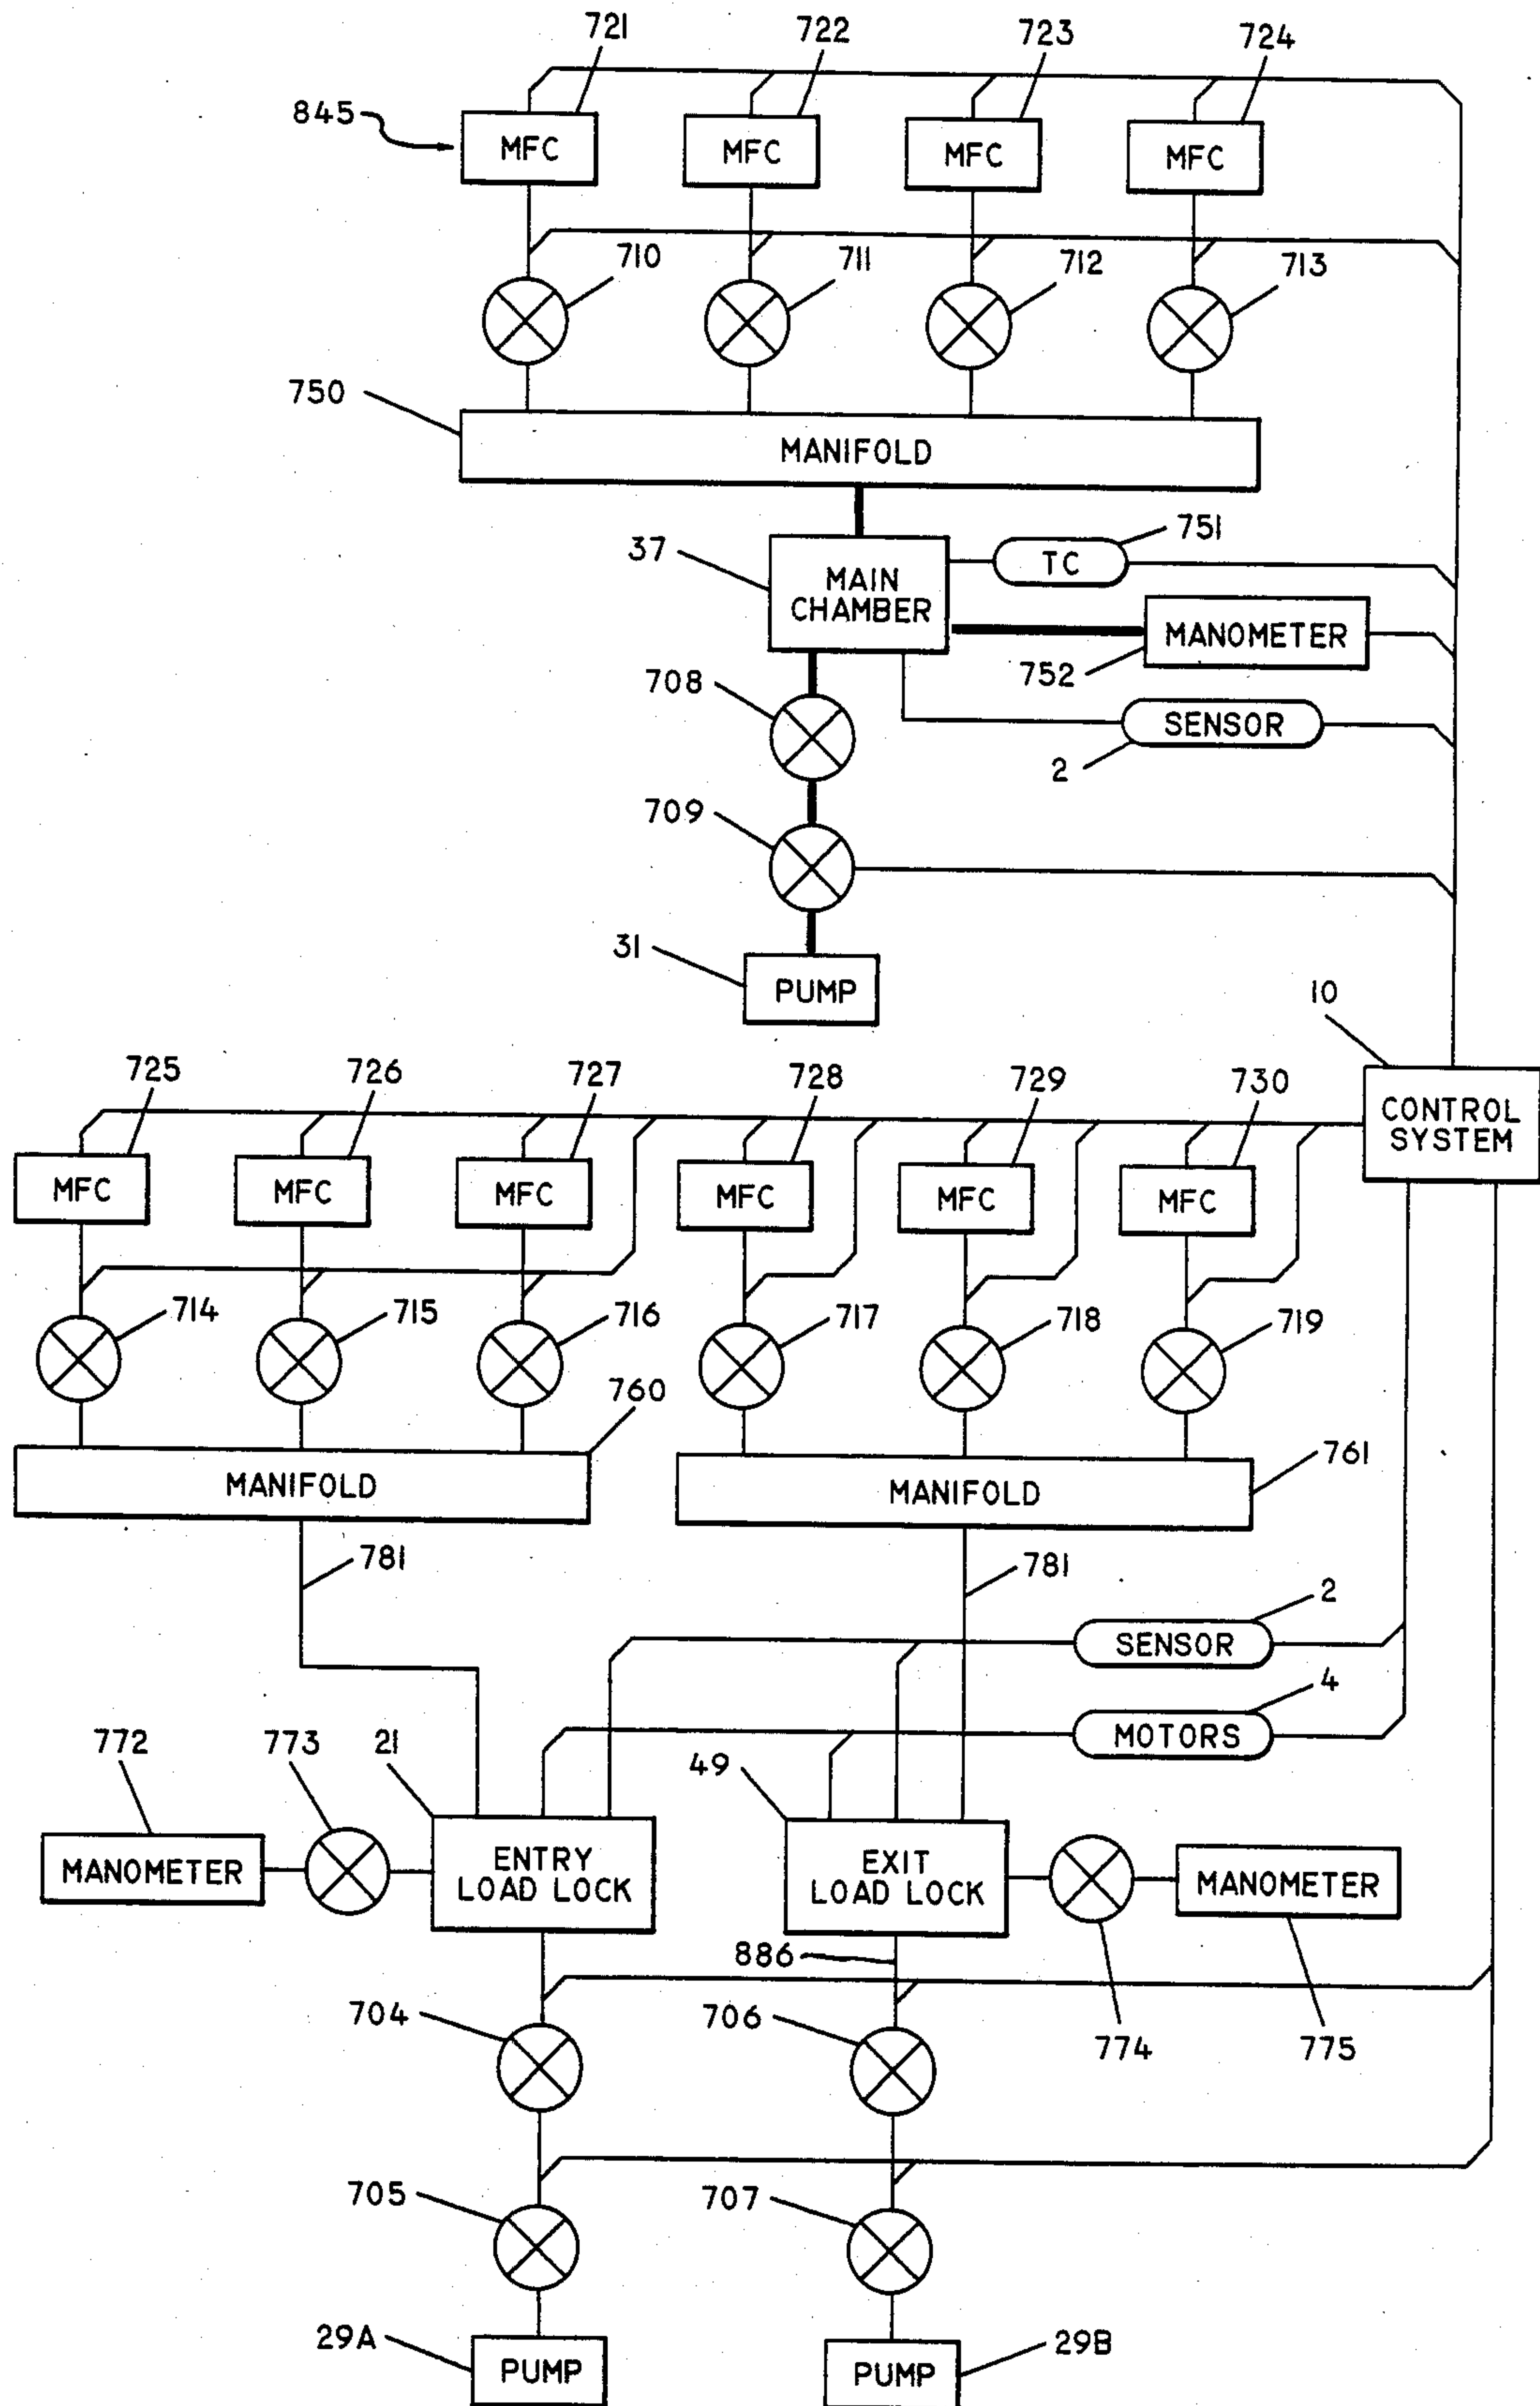 721 722 723 724
845
MFC MFC MFC MFC
710 711 712 713
750
MANIFOLD
37
MAIN
CHAMBER
TC
751
MANOMETER
752
708
SENSOR
2
709
31
PUMP
10
CONTROL
SYSTEM
725 726 727 728 729 730
MFC MFC MFC MFC MFC MFC
714 715 716 717 718 719
760
MANIFOLD
761
MANIFOLD
781 781
2
SENSOR
4
MOTORS
772 773 21 49
MANOMETER
ENTRY
LOAD LOCK
EXIT
LOAD LOCK
MANOMETER
886
704 706 774 775
705 707
29A
PUMP
29B
PUMP